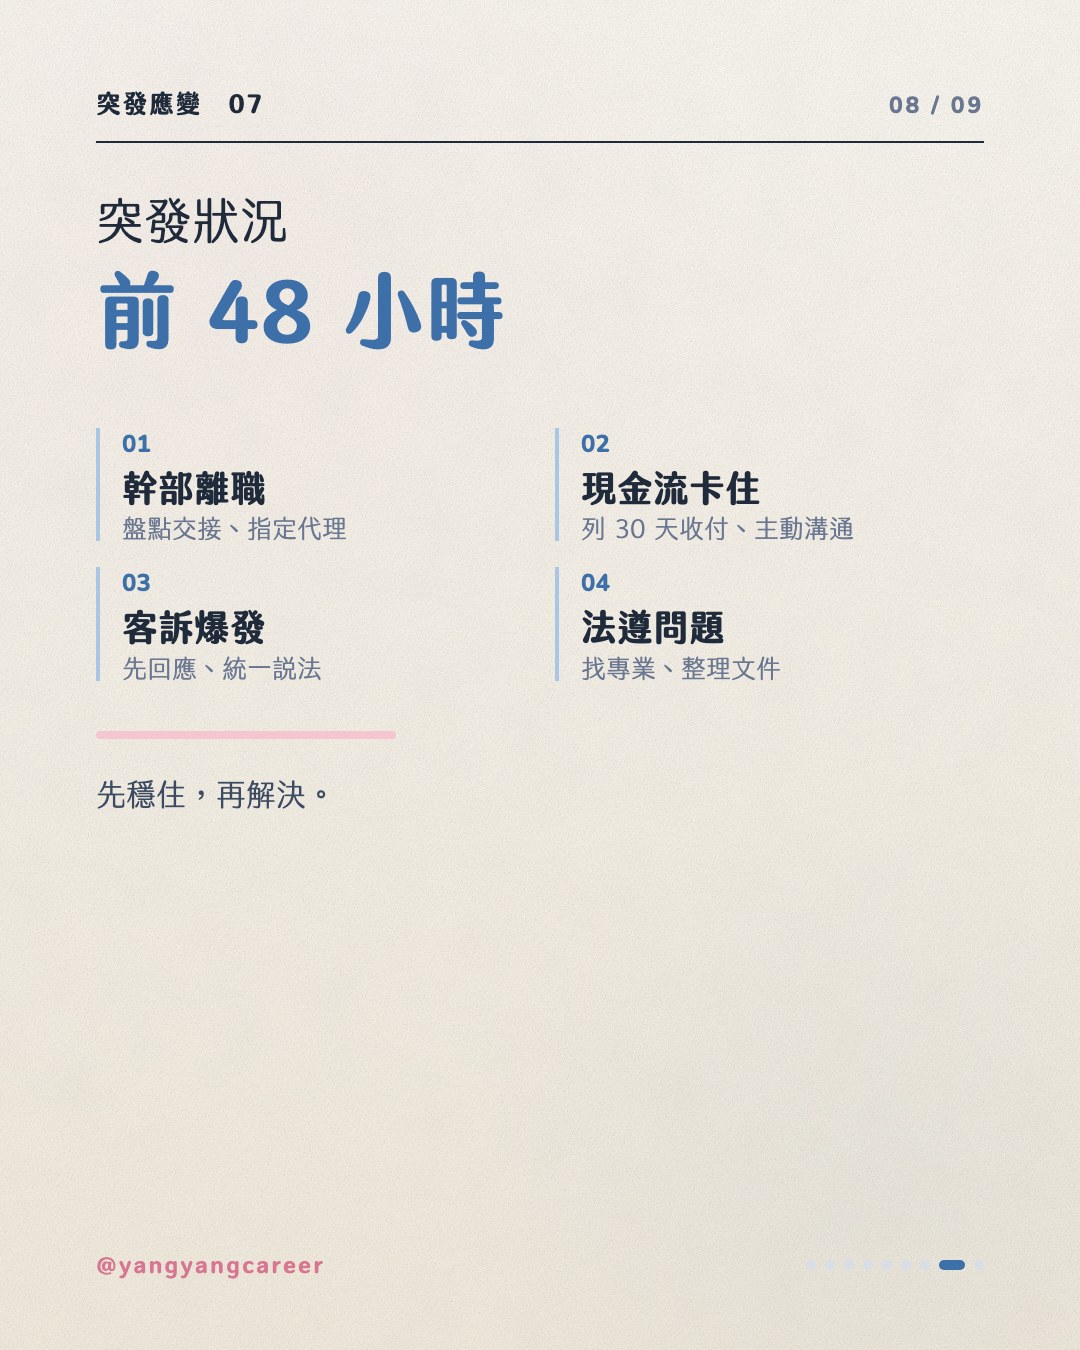 突發應變 07
08 / 09
突發狀況
前 48 小時
01
幹部離職
盤點交接、指定代理
02
現金流卡住
列 30 天收付、主動溝通
03
客訴爆發
先回應、統一說法
04
法遵問題
找專業、整理文件
先穩住，再解決。
@yangyangcareer